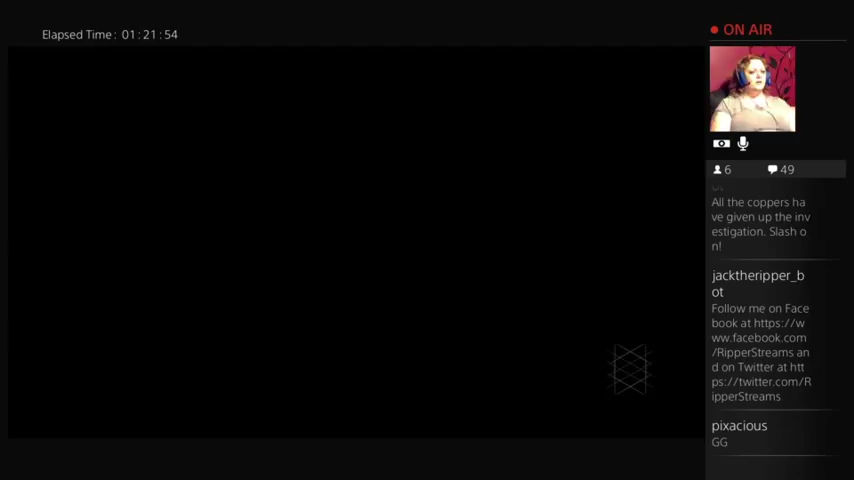 Elapsed Time: 01:21:54
ON AIR
6 49
All the coppers ha
ve given up the inv
estigation. Slash o
n!
jacktheripper_b
ot
Follow me on Face
book at https://w
ww.facebook.com
/RipperStreams an
d on Twitter at htt
ps://twitter.com/R
ipperStreams
pixacious
GG